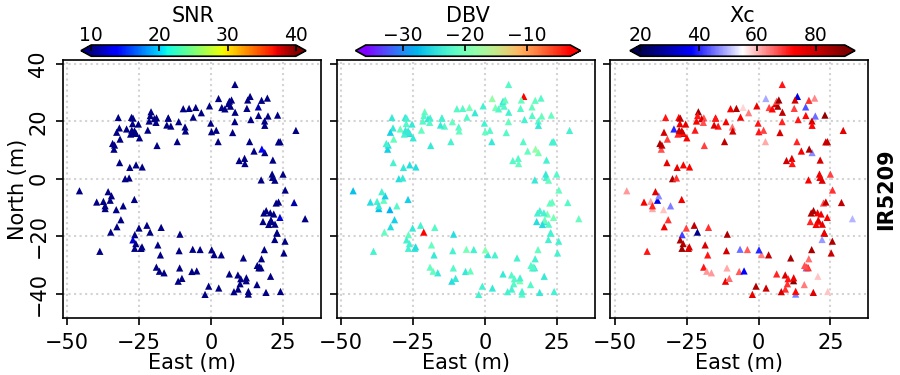 SNR DBV Xc
10 20 30 40 −30 −20 −10 20 40 60 80
40
20
0
−20
−40
North (m)
IR5209
−50 −25 0 25 −50 −25 0 25 −50 −25 0 25
East (m) East (m) East (m)